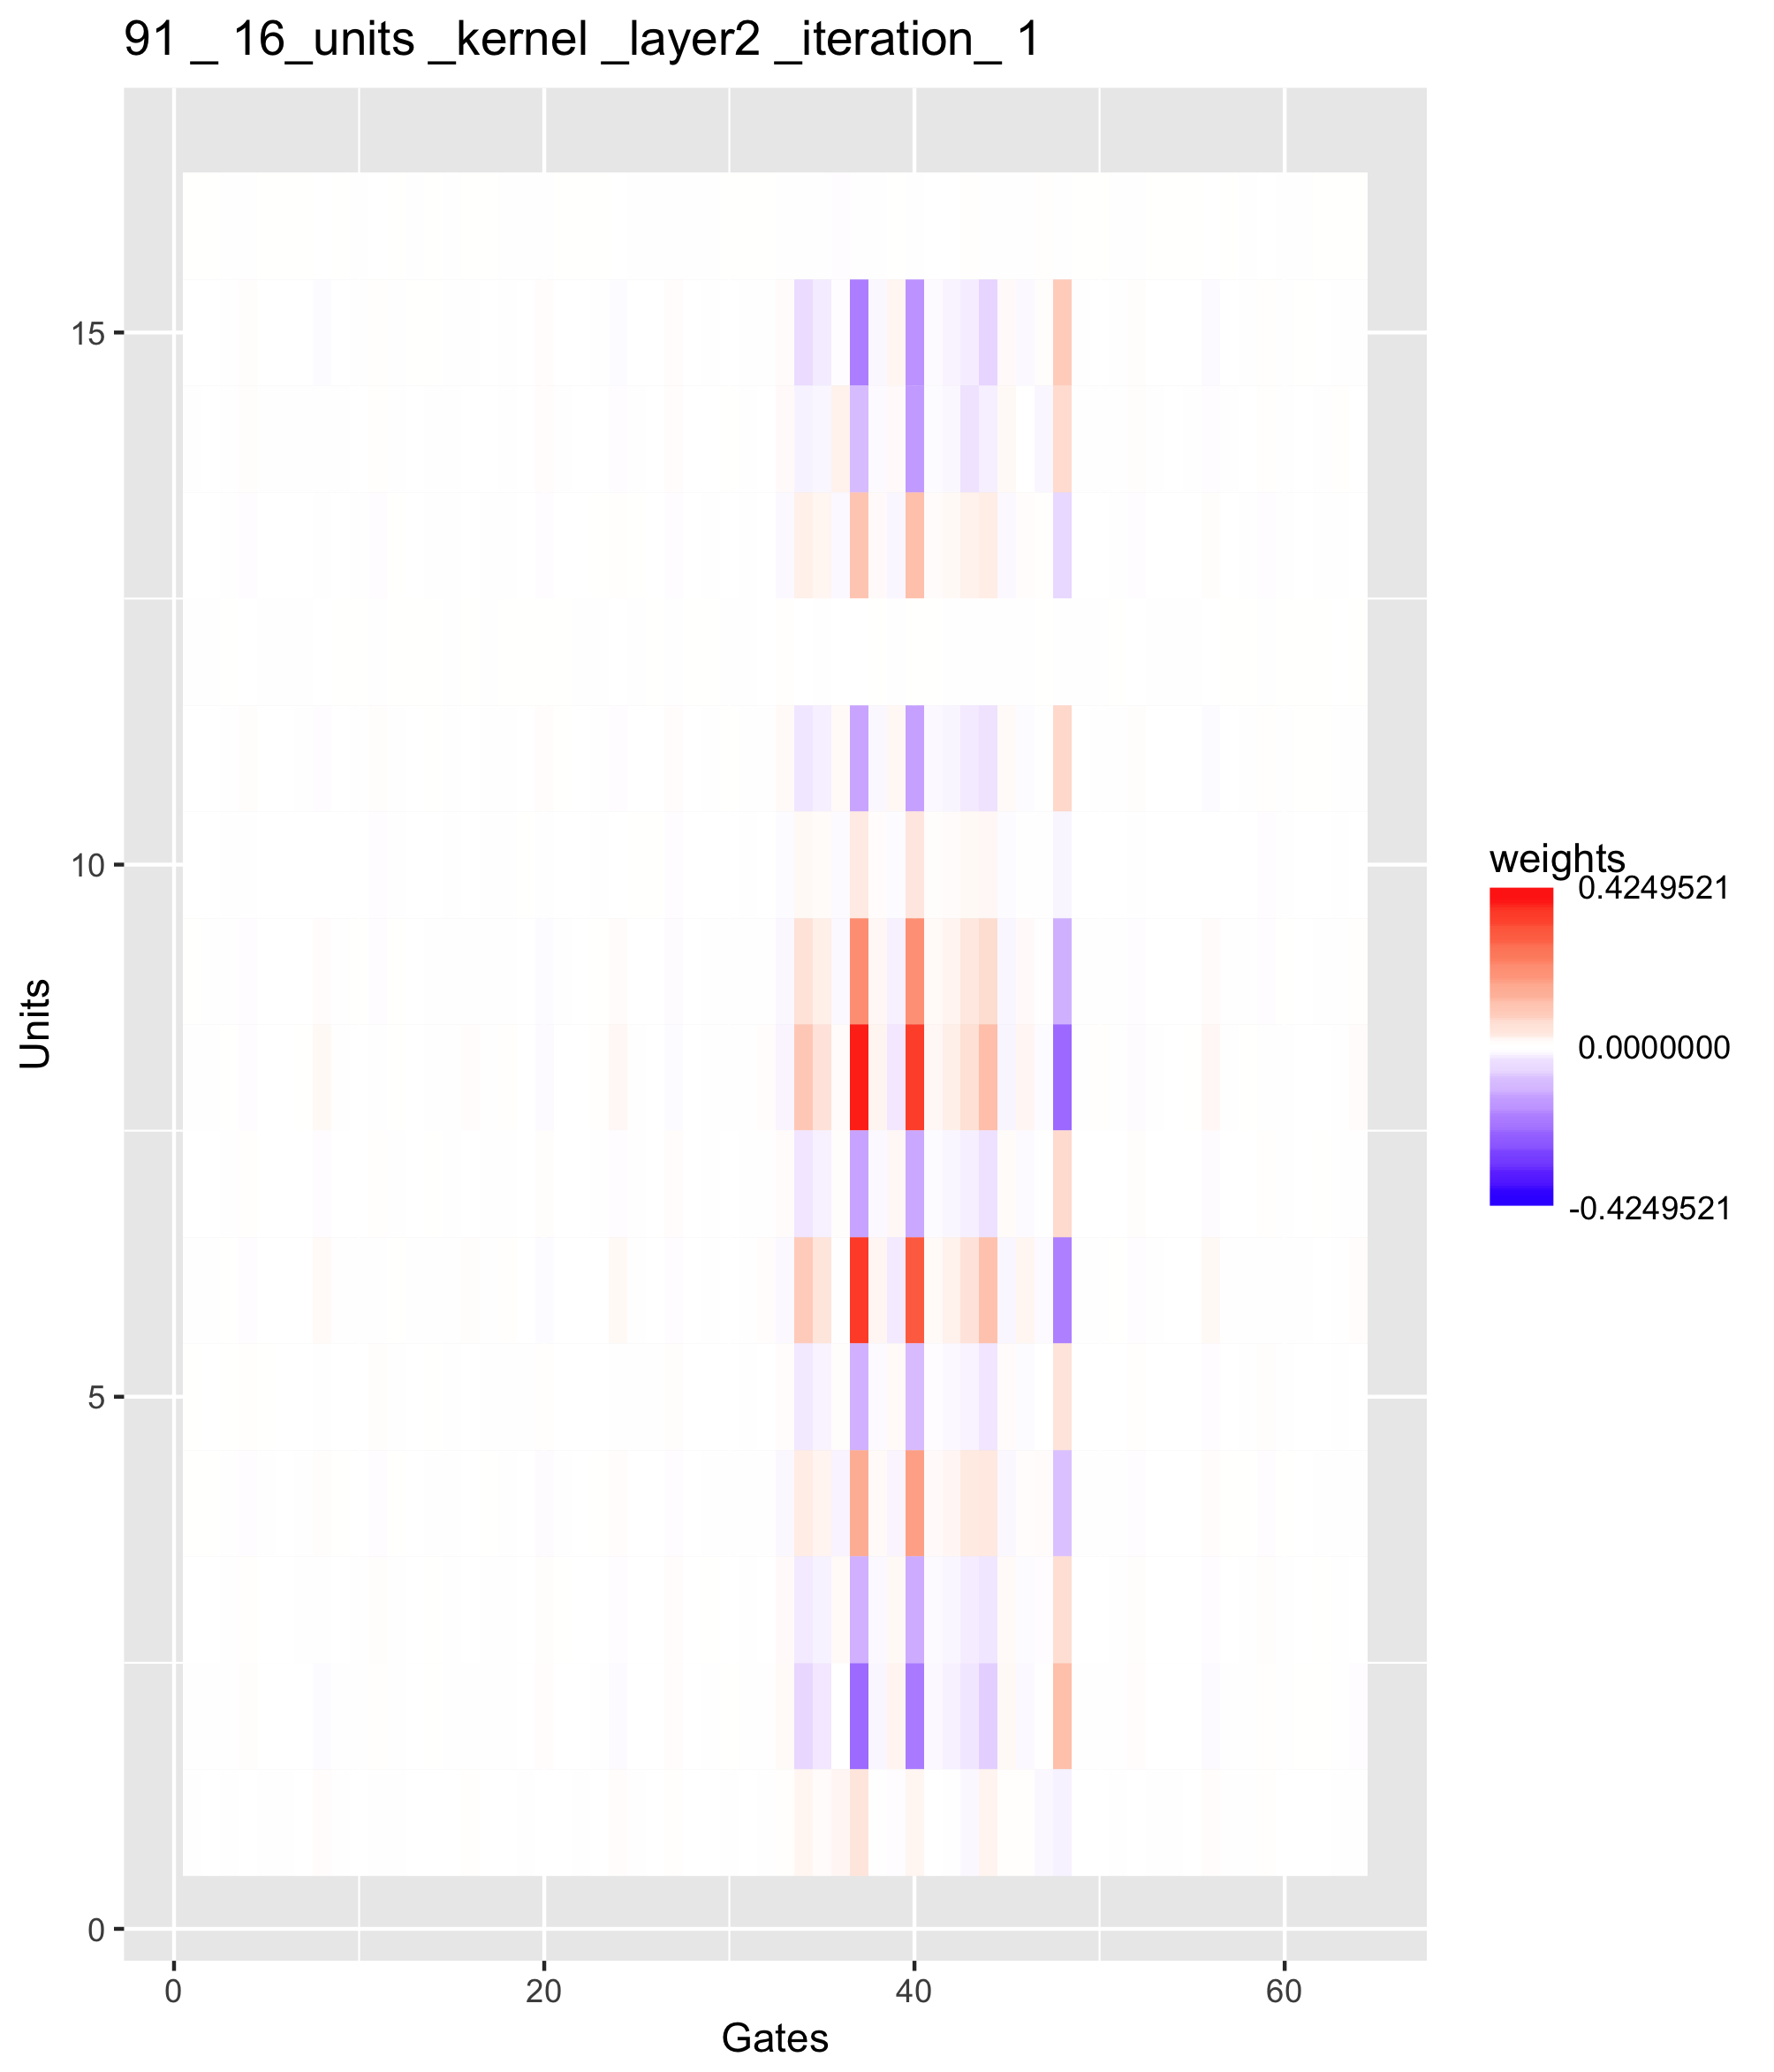 91 _ 16_units _kernel _layer2 _iteration_ 1
15
10
5
0
Units
0 20 40 60
Gates
weights
0.4249521
0.0000000
-0.4249521